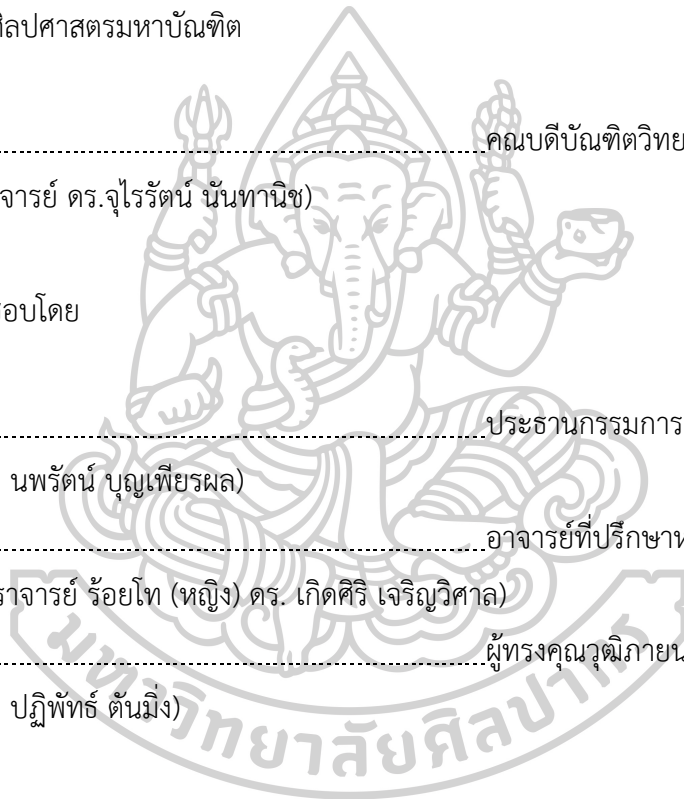 ศิลปศาสตรมหาบัณฑิต
คณบดีบัณฑิตวิทย
จารย์ ดร.จุไรรัตน์ นันทานิช)
อบโดย
ประธานกรรมการ
นพรัตน์ บุญเพียรผล)
อาจารย์ที่ปรึกษาห
ราจารย์ ร้อยโท (หญิง) ดร. เกิดศิริ เจริญวิศาล)
ผู้ทรงคุณวุฒิภายน
ปฏิพัทธ์ ตันมิ่ง)
มหาวิทยาลัยศิลปากร